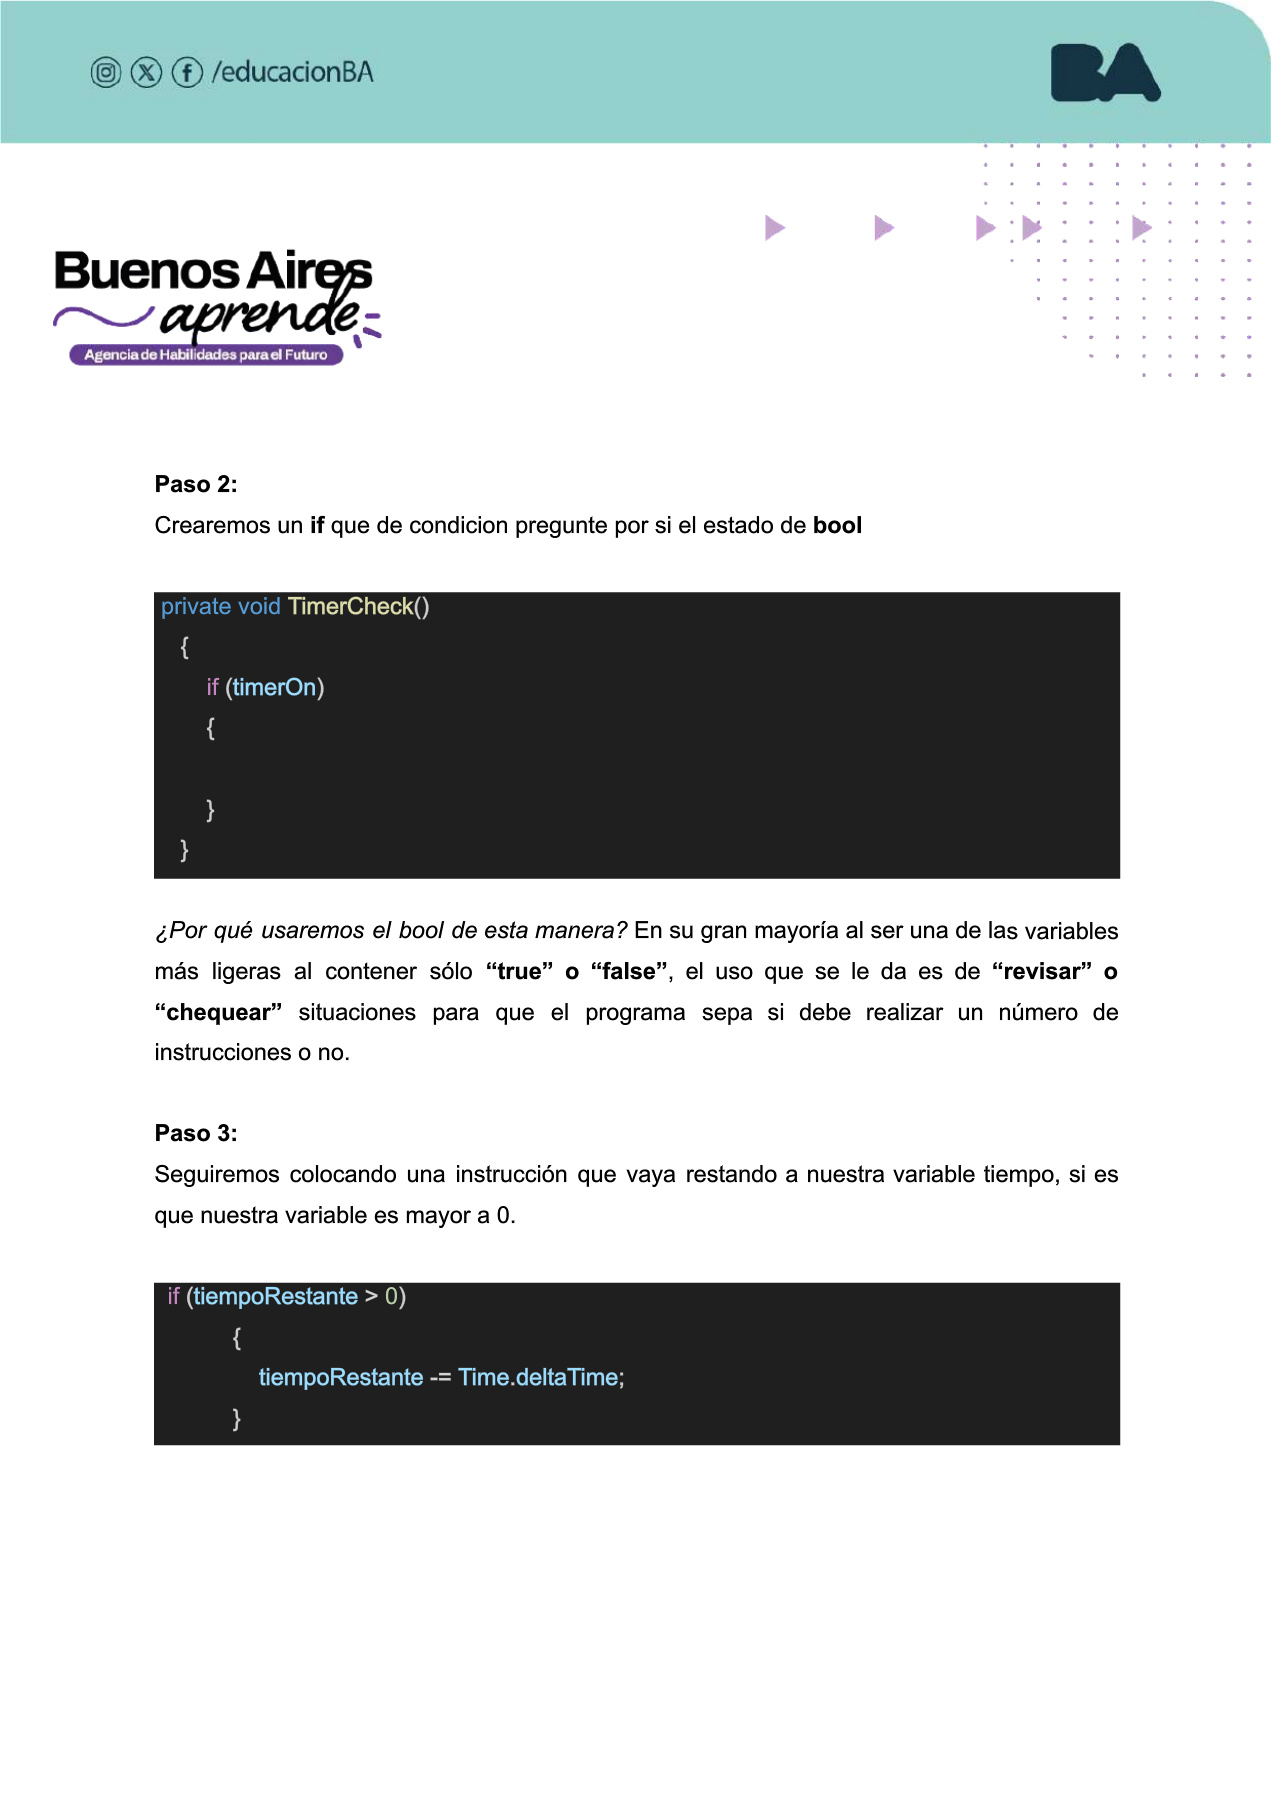 /educacionBA
BA
Buenos Aires
aprende
Agencia de Habilidades para el Futuro
Paso 2:
Crearemos un if que de condicion pregunte por si el estado de bool
private void TimerCheck()
{
if (timerOn)
{
}
}
¿Por qué usaremos el bool de esta manera? En su gran mayoría al ser una de las variables
más ligeras al contener sólo “true” o “false”, el uso que se le da es de “revisar” o
“chequear” situaciones para que el programa sepa si debe realizar un número de
instrucciones o no.
Paso 3:
Seguiremos colocando una instrucción que vaya restando a nuestra variable tiempo, si es
que nuestra variable es mayor a 0.
if (tiempoRestante > 0)
{
tiempoRestante -= Time.deltaTime;
}